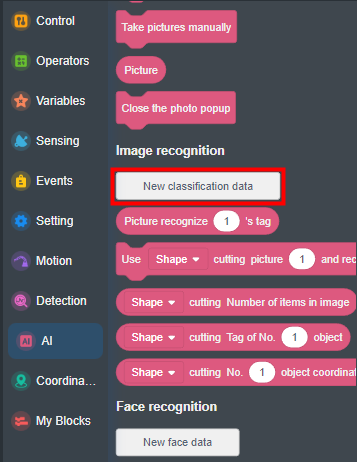 Control
Operators
Variables
Sensing
Events
Setting
Motion
Detection
AI AI
Coordina...
My Blocks
Take pictures manually
Picture
Close the photo popup
Image recognition
New classification data
Picture recognize 1 's tag
Use Shape cutting picture 1 and rec
Shape cutting Number of items in image
Shape cutting Tag of No. 1 object
Shape cutting No. 1 object coordinat
Face recognition
New face data